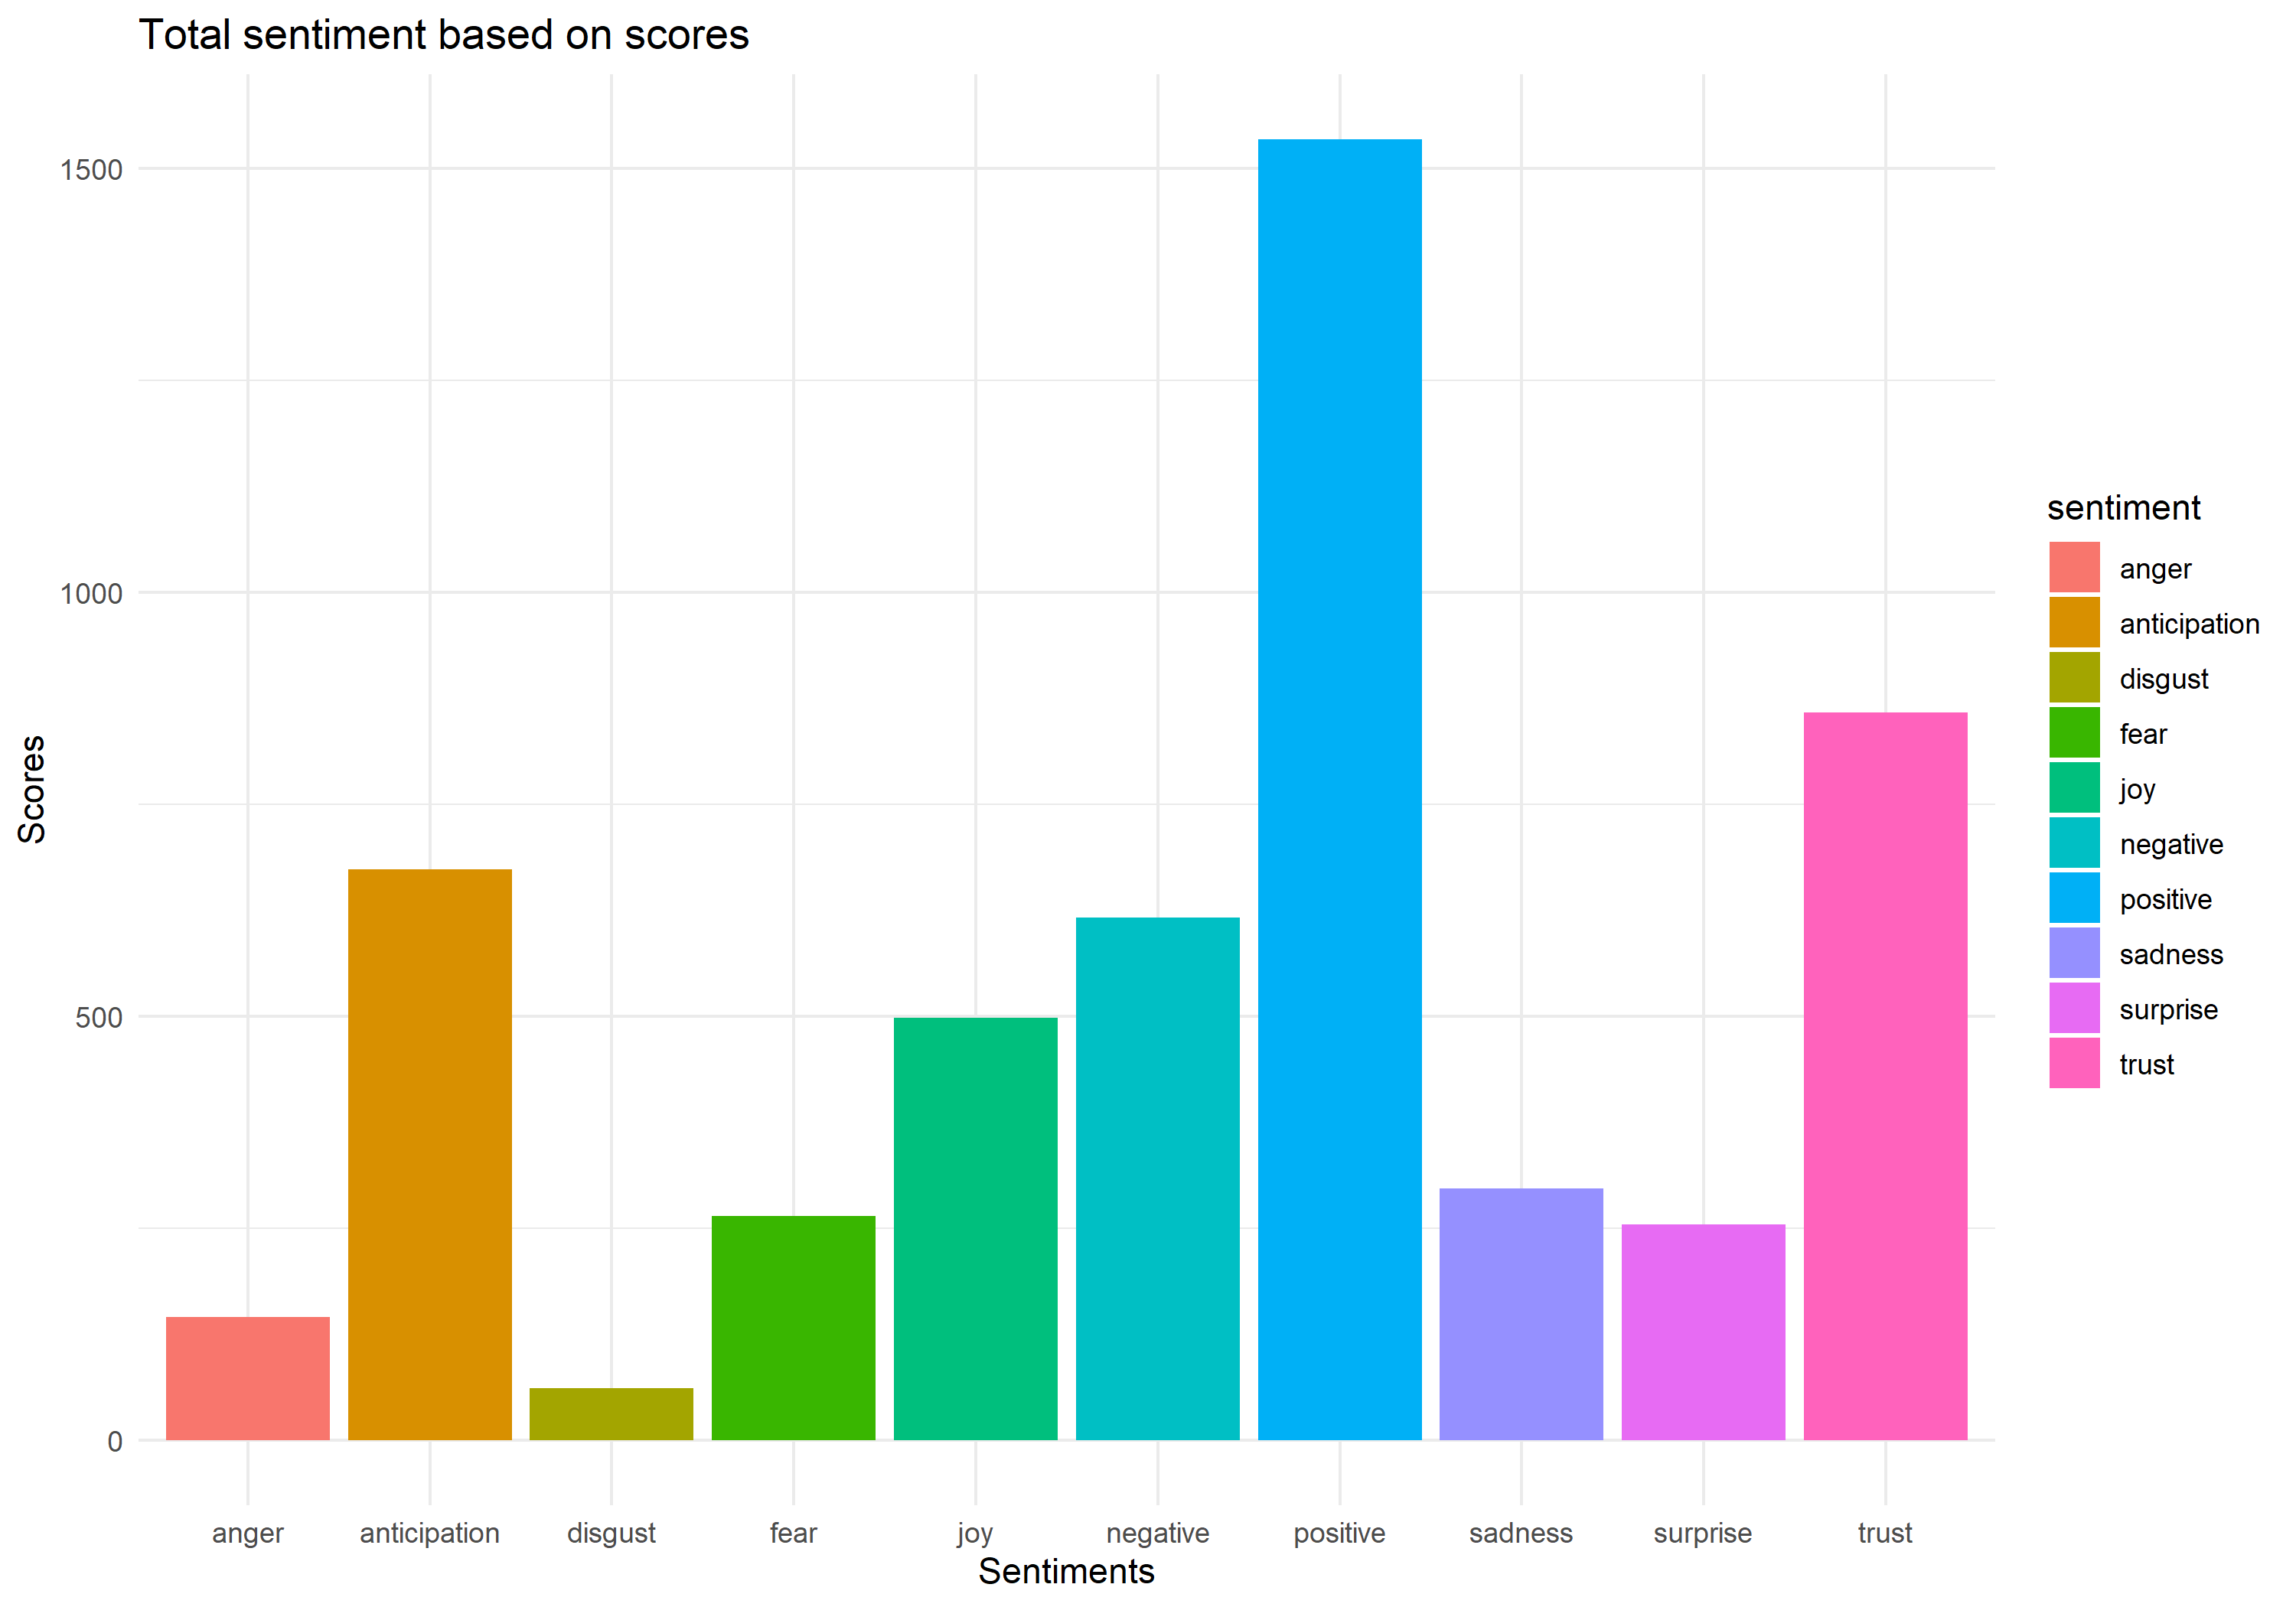 Total sentiment based on scores
1500
1000
500
0
Scores
anger anticipation disgust fear joy negative positive sadness surprise trust
Sentiments
sentiment
anger
anticipation
disgust
fear
joy
negative
positive
sadness
surprise
trust